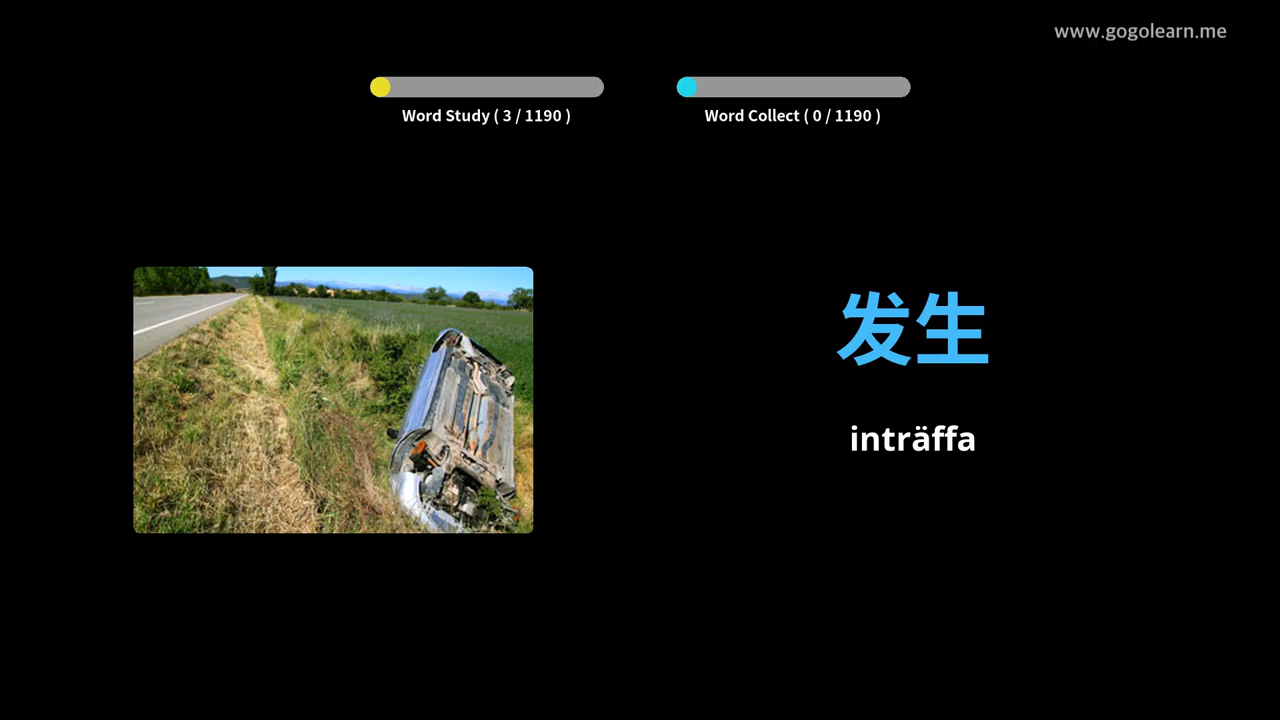 www.gogolearn.me
Word Study ( 3 / 1190 )
Word Collect ( 0 / 1190 )
发生
inträffa